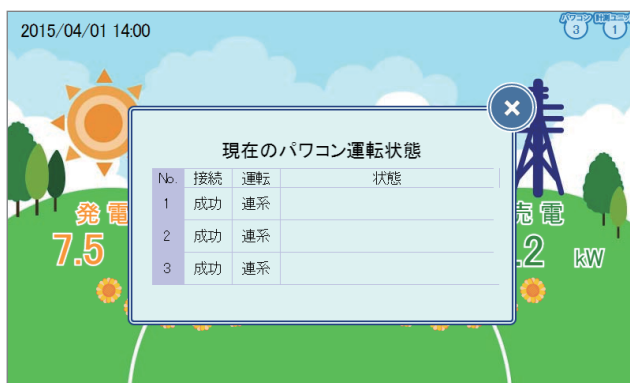 2015/04/01 14:00
パワコン 計測ユニット
3 1
現在のパワコン運転状態
No. 接続 運転 状態
1 成功 連系
2 成功 連系
3 成功 連系
発電
売電
7.5
.2 kW